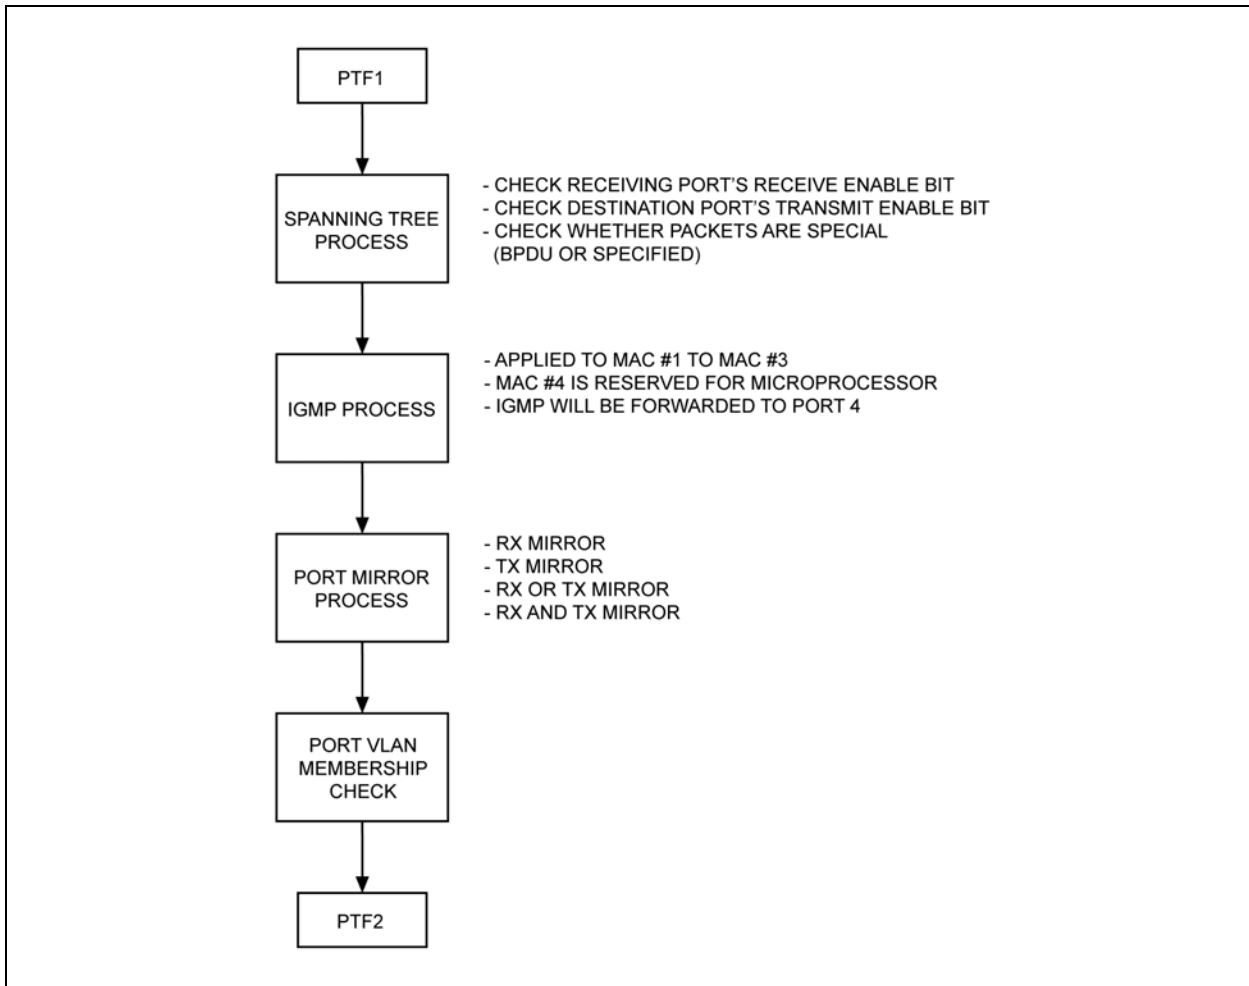 PTF1
SPANNING TREE
PROCESS
- CHECK RECEIVING PORT’S RECEIVE ENABLE BIT
- CHECK DESTINATION PORT’S TRANSMIT ENABLE BIT
- CHECK WHETHER PACKETS ARE SPECIAL
(BPDU OR SPECIFIED)
IGMP PROCESS
- APPLIED TO MAC #1 TO MAC #3
- MAC #4 IS RESERVED FOR MICROPROCESSOR
- IGMP WILL BE FORWARDED TO PORT 4
PORT MIRROR
PROCESS
- RX MIRROR
- TX MIRROR
- RX OR TX MIRROR
- RX AND TX MIRROR
PORT VLAN
MEMBERSHIP
CHECK
PTF2